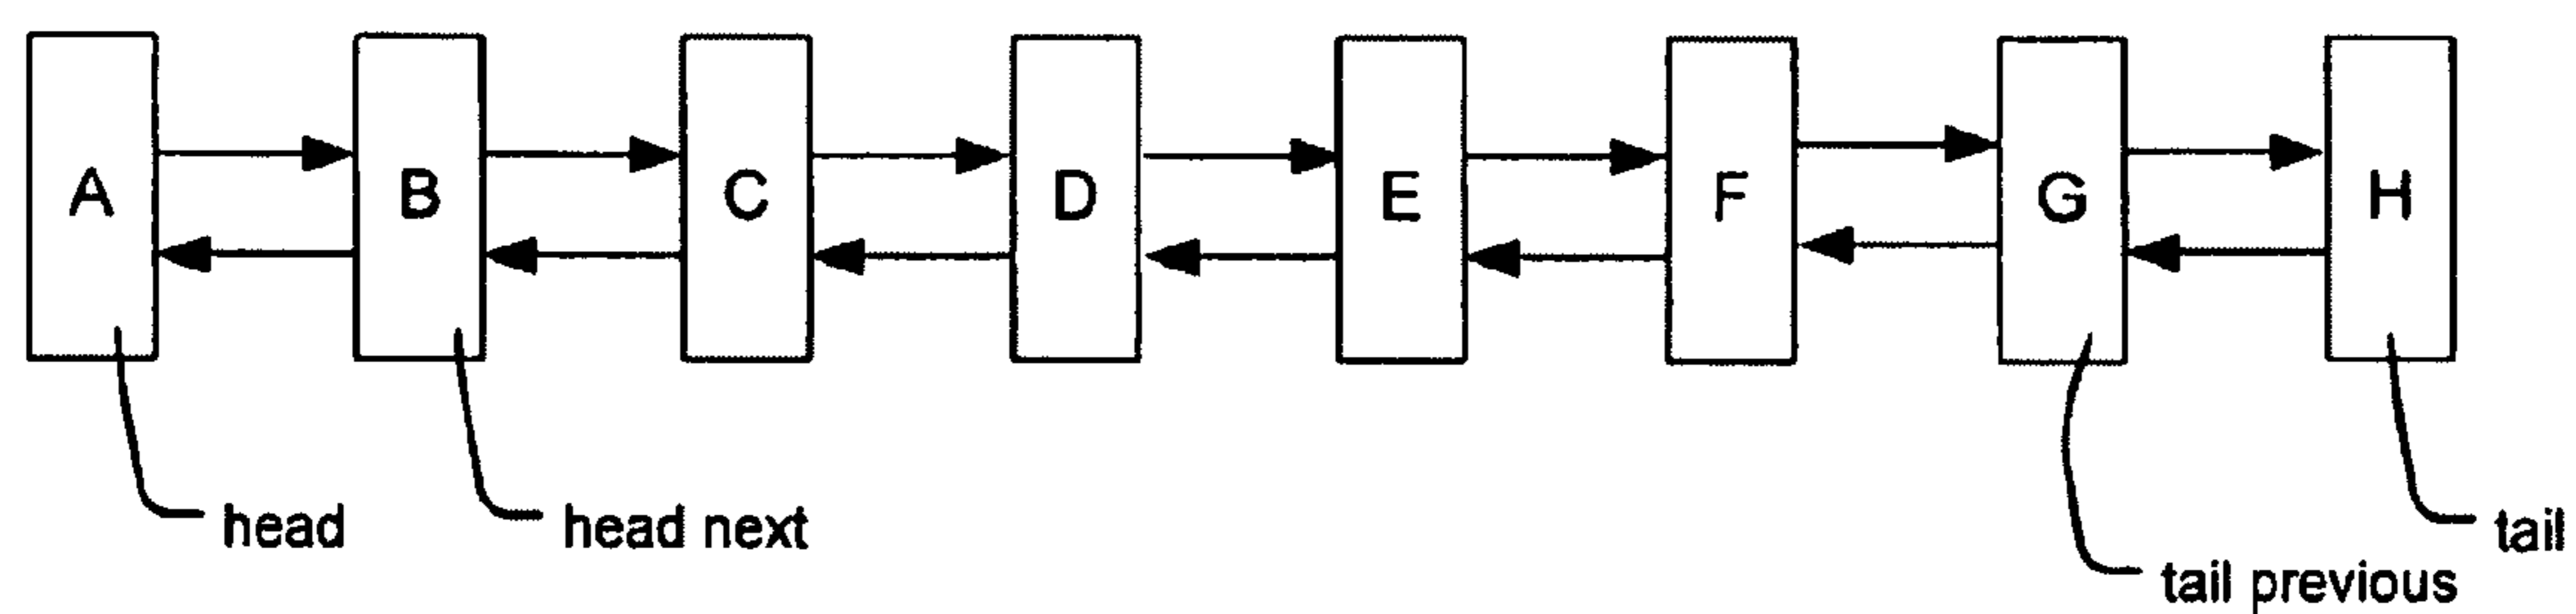 A B C D E F G H
head
head next
tail
tail previous